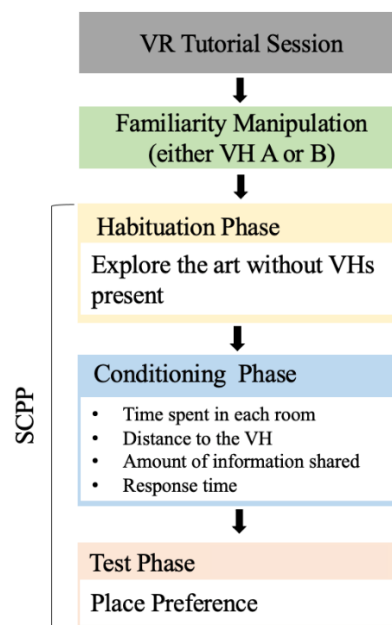 VR Tutorial Session
Familiarity Manipulation
(either VH A or B)
Habituation Phase
Explore the art without VHs
present
Conditioning Phase
• Time spent in each room
• Distance to the VH
• Amount of information shared
• Response time
SCPP
Test Phase
Place Preference